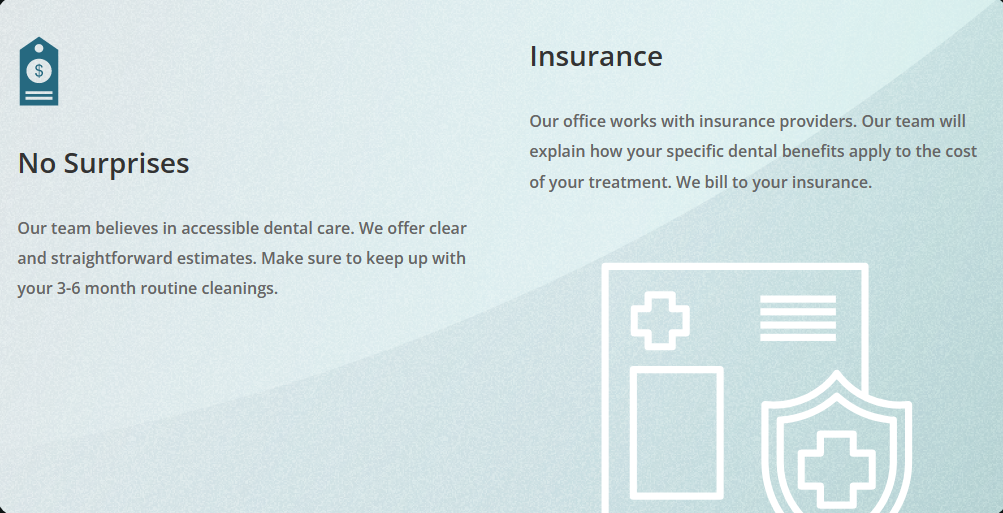 $
No Surprises
Our team believes in accessible dental care. We offer clear
and straightforward estimates. Make sure to keep up with
your 3-6 month routine cleanings.
Insurance
Our office works with insurance providers. Our team will
explain how your specific dental benefits apply to the cost
of your treatment. We bill to your insurance.